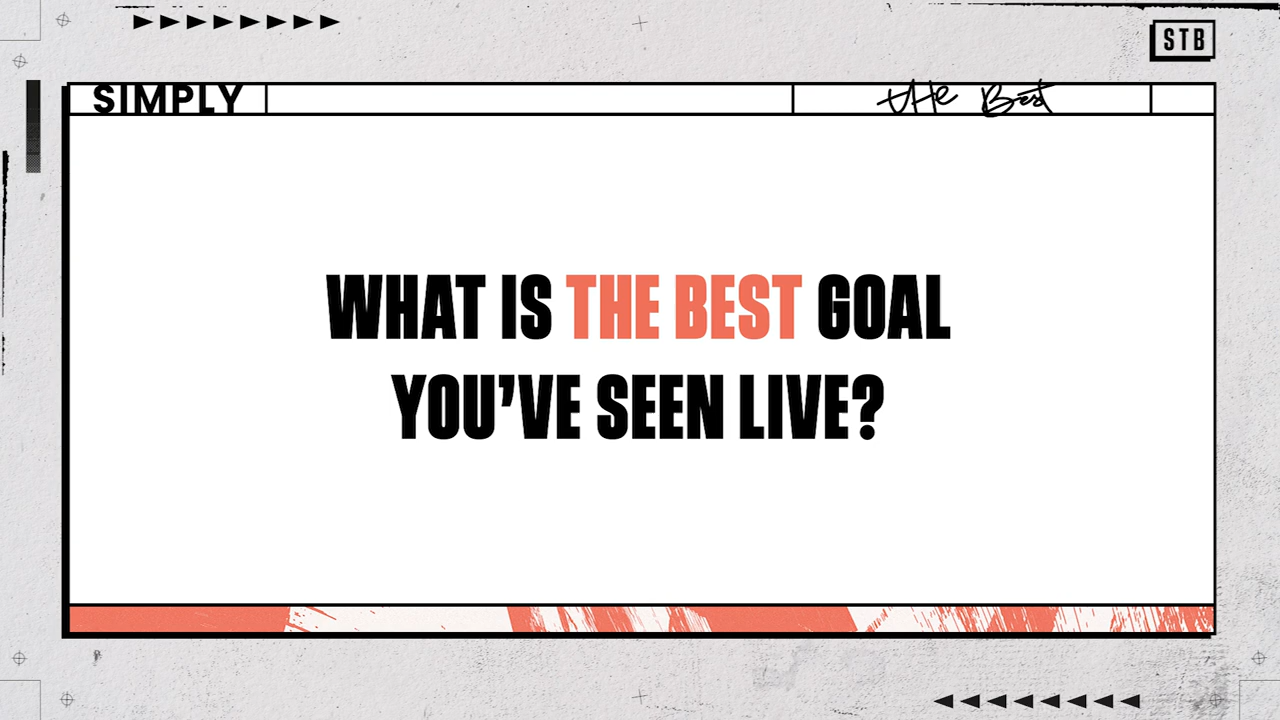 STB
SIMPLY
the Best
WHAT IS THE BEST GOAL
YOU'VE SEEN LIVE?